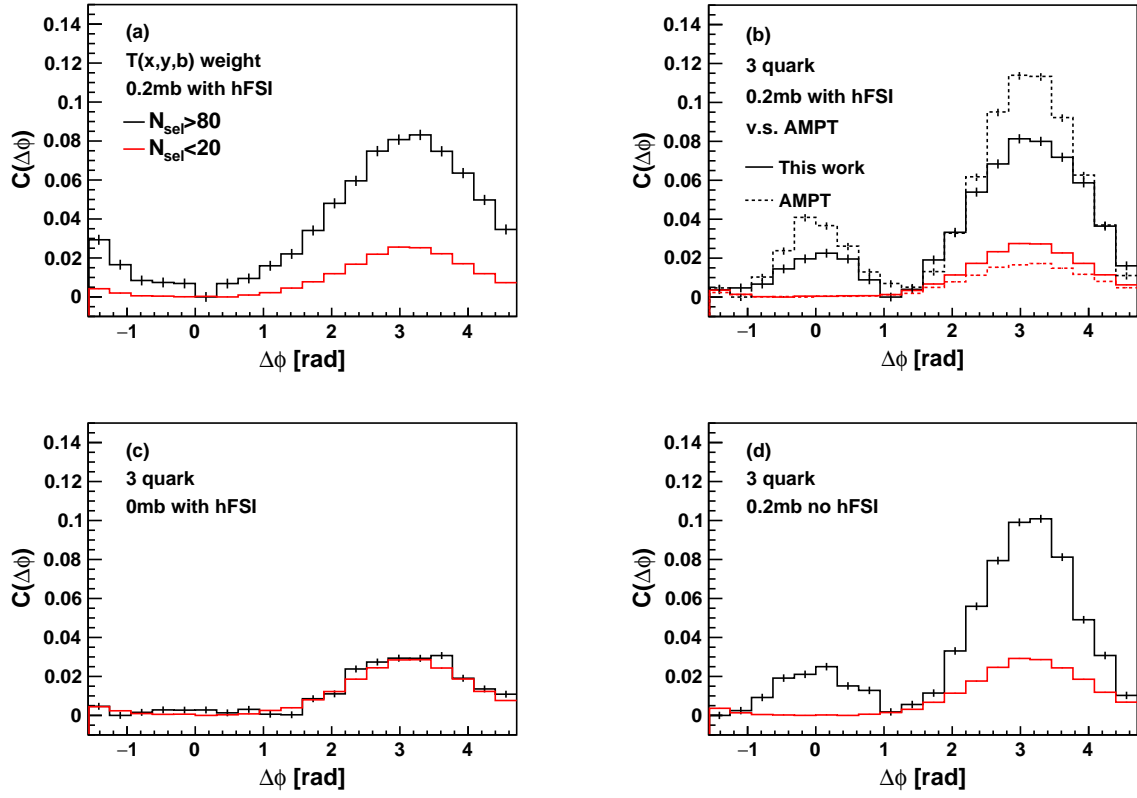 (a)
T(x,y,b) weight
0.2mb with hFSI
N_sel>80
N_sel<20
0.14
0.12
0.1
0.08
0.06
0.04
0.02
0
C(Δϕ)
−1 0 1 2 3 4
Δϕ [rad]
(b)
3 quark
0.2mb with hFSI
v.s. AMPT
This work
AMPT
0.14
0.12
0.1
0.08
0.06
0.04
0.02
0
C(Δϕ)
−1 0 1 2 3 4
Δϕ [rad]
(c)
3 quark
0mb with hFSI
0.14
0.12
0.1
0.08
0.06
0.04
0.02
0
C(Δϕ)
−1 0 1 2 3 4
Δϕ [rad]
(d)
3 quark
0.2mb no hFSI
0.14
0.12
0.1
0.08
0.06
0.04
0.02
0
C(Δϕ)
−1 0 1 2 3 4
Δϕ [rad]